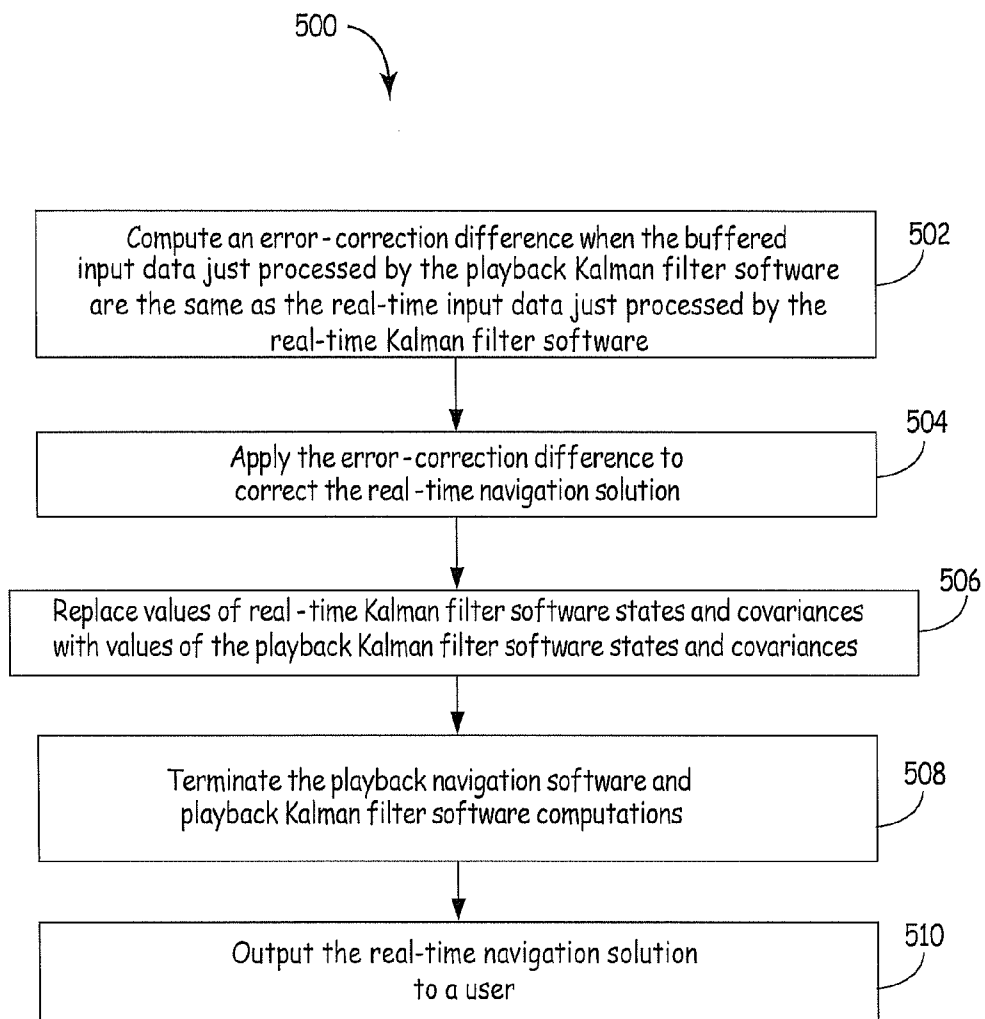 500
Compute an error-correction difference when the buffered
input data just processed by the playback Kalman filter software
are the same as the real-time input data just processed by the
real-time Kalman filter software
502
Apply the error-correction difference to
correct the real-time navigation solution
504
Replace values of real-time Kalman filter software states and covariances
with values of the playback Kalman filter software states and covariances
506
Terminate the playback navigation software and
playback Kalman filter software computations
508
Output the real-time navigation solution
to a user
510